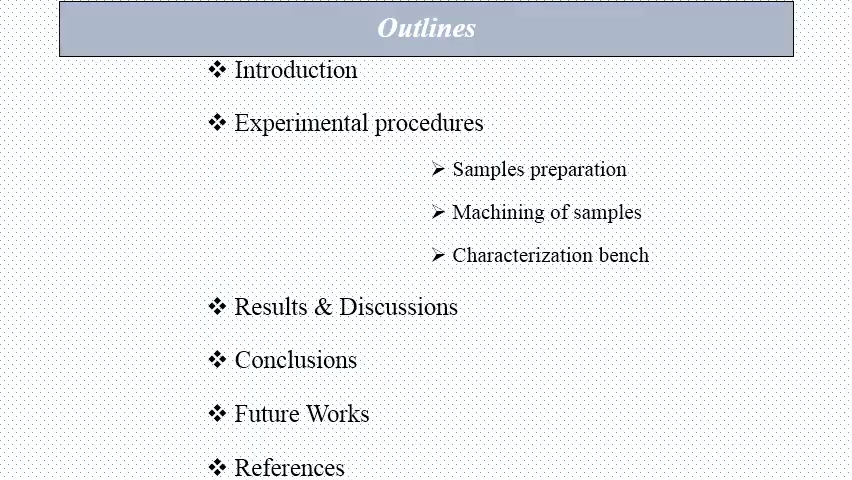 Outlines
❖ Introduction
❖ Experimental procedures
➢ Samples preparation
➢ Machining of samples
➢ Characterization bench
❖ Results & Discussions
❖ Conclusions
❖ Future Works
❖ References